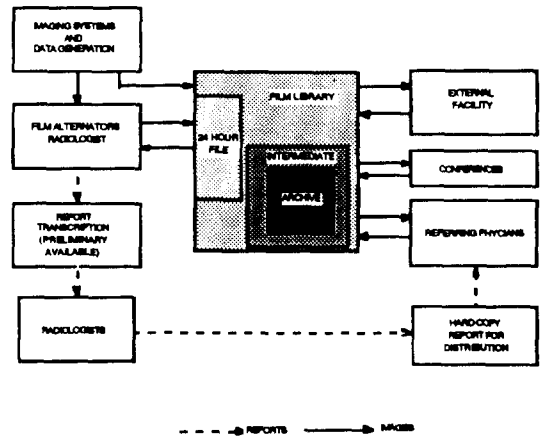 IMAGING SYSTEMS
AND
DATA GENERATION
FILM ALTERNATORS
RADIOLOGIST
REPORT
TRANSCRIPTION
(PRELIMINARY
AVAILABLE)
RADIOLOGISTS
FILM LIBRARY
24 HOUR
FILE
INTERMEDIATE
ARCHIVE
EXTERNAL
FACILITY
CONFERENCES
REFERRING PHYCIANS
HARD-COPY
REPORT FOR
DISTRIBUTION
REPORTS
IMAGES